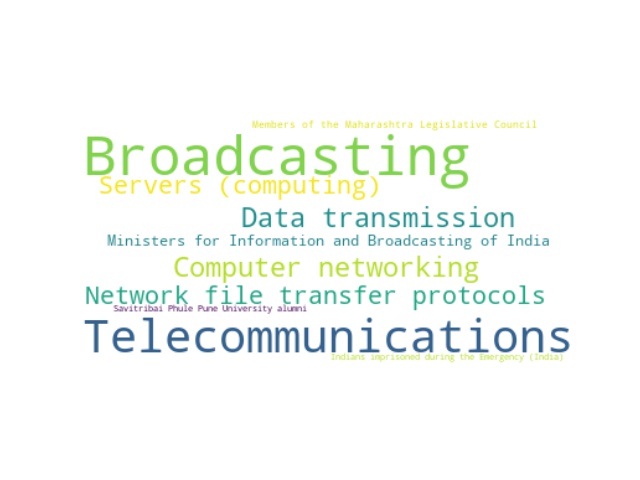 Members of the Maharashtra Legislative Council
Broadcasting
Servers (computing)
Data transmission
Ministers for Information and Broadcasting of India
Computer networking
Network file transfer protocols
Savitribai Phule Pune University alumni
Telecommunications
Indians imprisoned during the Emergency (India)